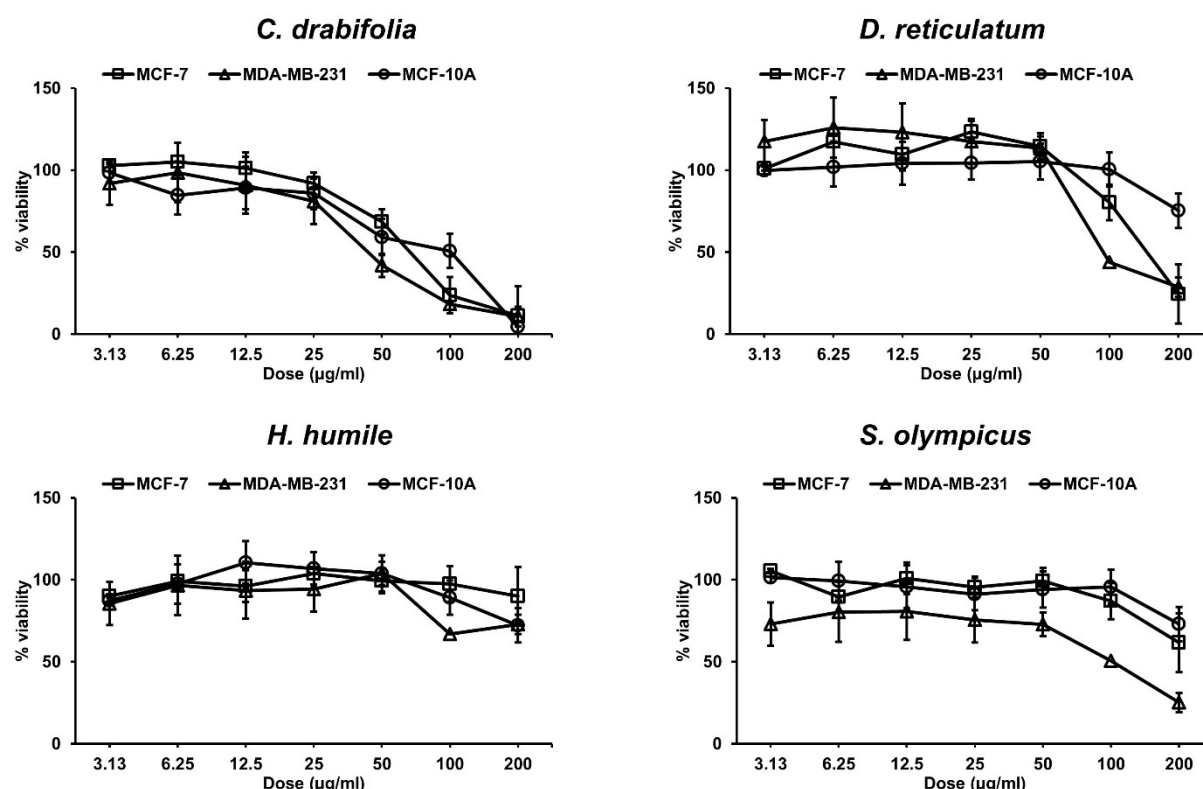 C. drabifolia
MCF-7 MDA-MB-231 MCF-10A
150
100
50
0
% viability
3.13 6.25 12.5 25 50 100 200
Dose (µg/ml)
D. reticulatum
MCF-7 MDA-MB-231 MCF-10A
150
100
50
0
% viability
3.13 6.25 12.5 25 50 100 200
Dose (µg/ml)
H. humile
MCF-7 MDA-MB-231 MCF-10A
150
100
50
0
% viability
3.13 6.25 12.5 25 50 100 200
Dose (µg/ml)
S. olympicus
MCF-7 MDA-MB-231 MCF-10A
150
100
50
0
% viability
3.13 6.25 12.5 25 50 100 200
Dose (µg/ml)